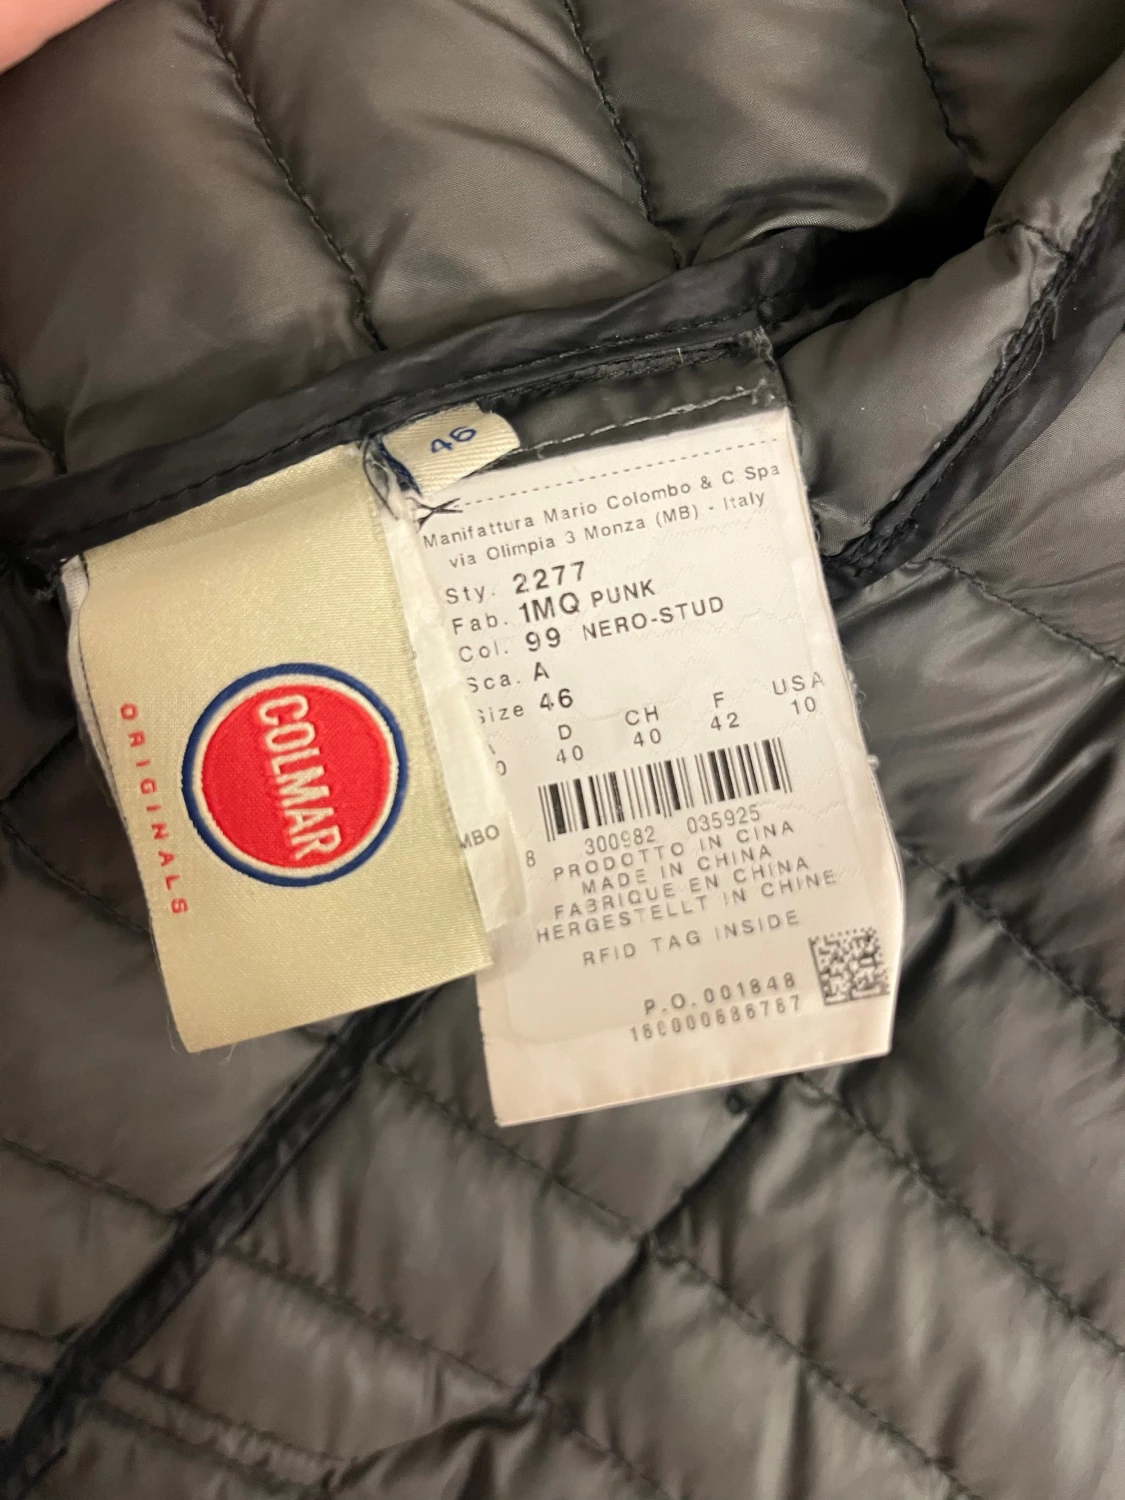 46
COLMAR
ORIGINALS
Manifattura Mario Colombo & C Spa
via Olimpia 3 Monza (MB) - Italy
Sty. 2277
Fab. 1MQ PUNK
Col. 99 NERO-STUD
Sca. A
Size 46
D CH F USA
40 40 42 10
MBO
8 300982 035925
PRODOTTO IN CINA
MADE IN CHINA
FABRIQUE EN CHINA
HERGESTELLT IN CHINE
RFID TAG INSIDE
P.O. 001848